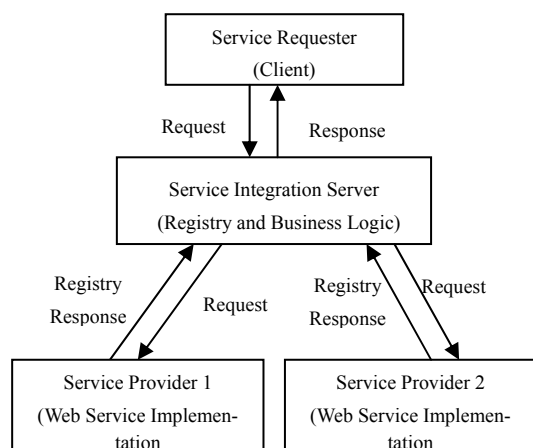 Service Requester
(Client)
Request
Response
Service Integration Server
(Registry and Business Logic)
Registry
Response
Request
Registry
Response
Request
Service Provider 1
(Web Service Implemen-
tation
Service Provider 2
(Web Service Implemen-
tation